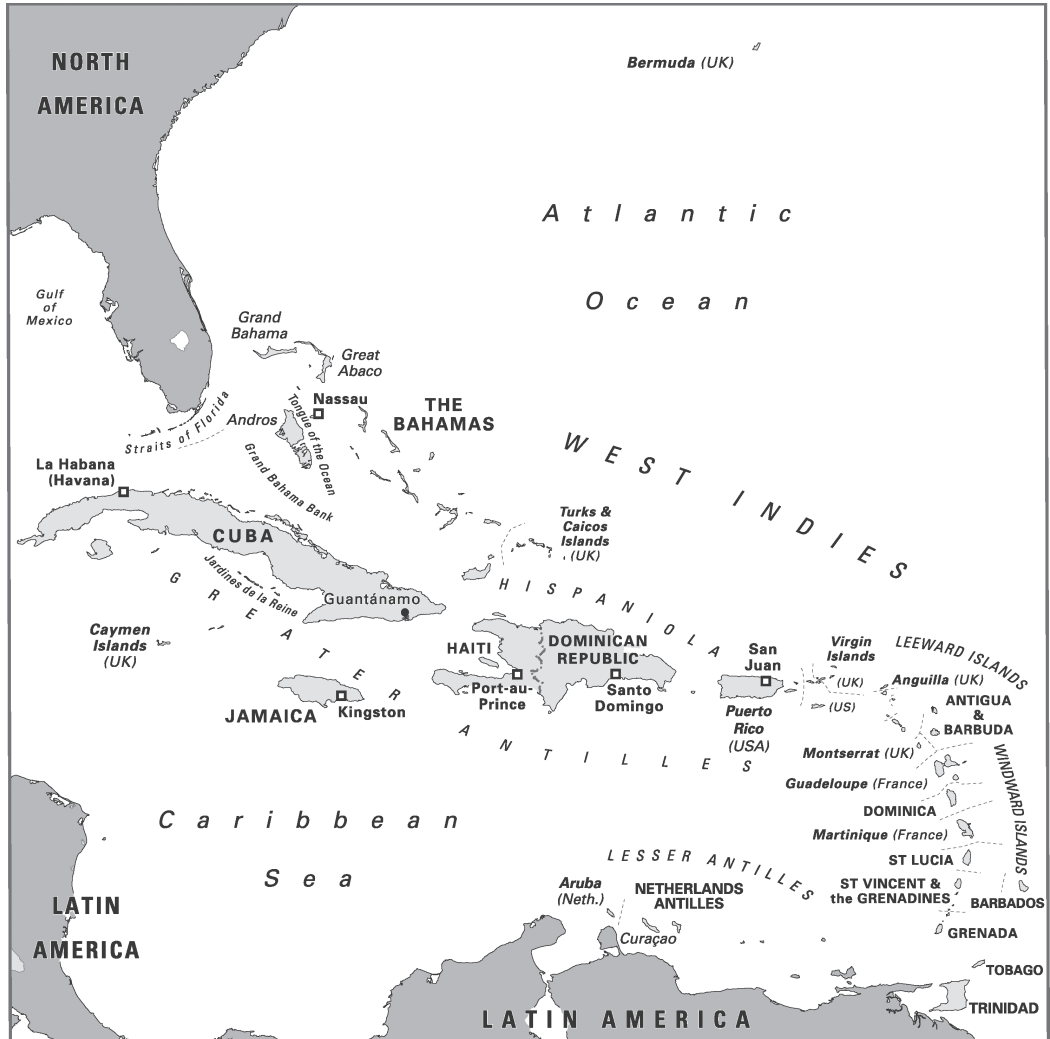 NORTH
AMERICA
Bermuda (UK)
Atlantic
Ocean
Gulf
of
Mexico
Grand
Bahama
Great
Abaco
Nassau
THE
BAHAMAS
Andros
Tongue of the Ocean
Straits of Florida
Grand Bahama Bank
WEST INDIES
La Habana
(Havana)
CUBA
Turks &
Caicos
Islands
(UK)
Jardines de la Reine
Guantánamo
HISPANIOLA
GREATER
ANTILLES
Caymen
Islands
(UK)
HAITI
DOMINICAN
REPUBLIC
Port-au-
Prince
Santo
Domingo
JAMAICA
Kingston
San
Juan
Puerto
Rico
(USA)
Virgin
Islands
(UK)
(US)
LEEWARD ISLANDS
Anguilla (UK)
ANTIGUA
&
BARBUDA
Montserrat (UK)
WINDWARD ISLANDS
Guadeloupe (France)
DOMINICA
Martinique (France)
Caribbean
Sea
LESSER ANTILLES
ST LUCIA
ST VINCENT &
the GRENADINES
BARBADOS
Aruba
(Neth.)
NETHERLANDS
ANTILLES
Curaçao
GRENADA
LATIN
AMERICA
TOBAGO
TRINIDAD
LATIN AMERICA